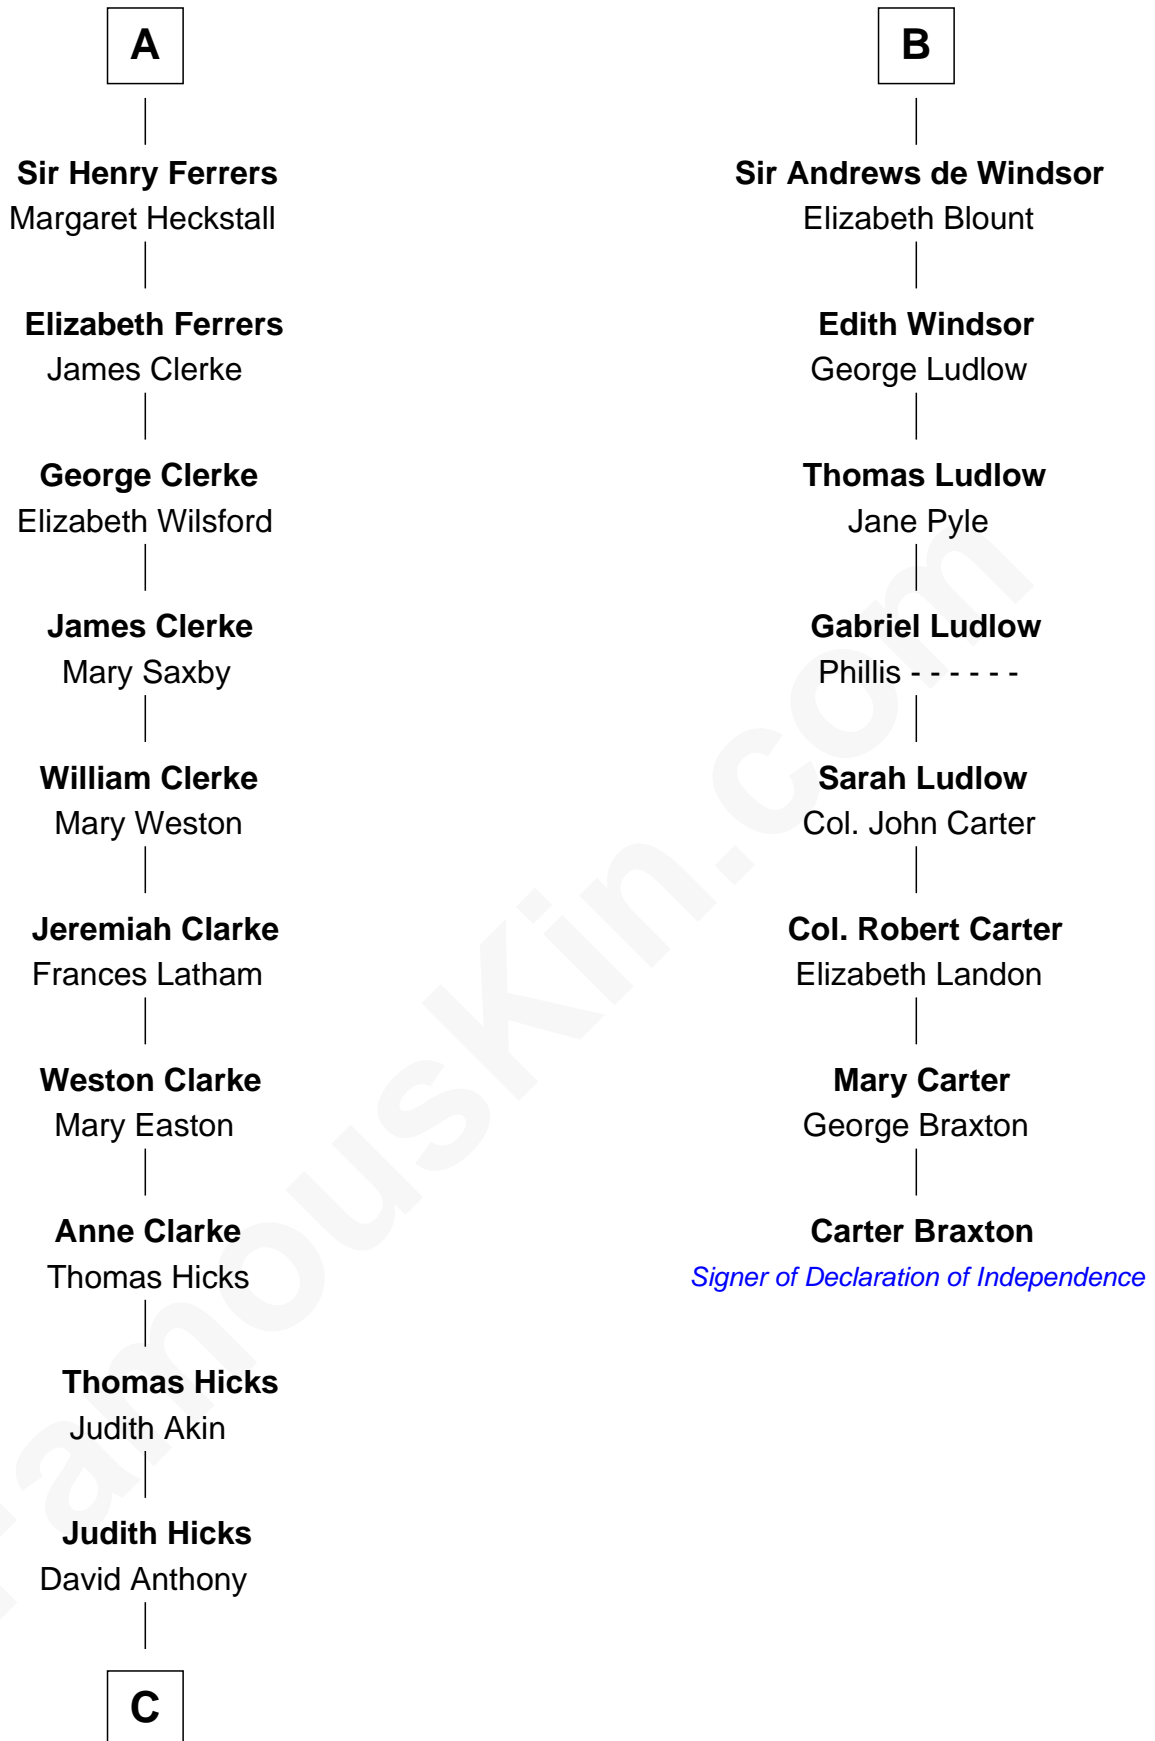 A
Sir Henry Ferrers
Margaret Heckstall
Elizabeth Ferrers
James Clerke
George Clerke
Elizabeth Wilsford
James Clerke
Mary Saxby
William Clerke
Mary Weston
Jeremiah Clarke
Frances Latham
Weston Clarke
Mary Easton
Anne Clarke
Thomas Hicks
Thomas Hicks
Judith Akin
Judith Hicks
David Anthony
C
B
Sir Andrews de Windsor
Elizabeth Blount
Edith Windsor
George Ludlow
Thomas Ludlow
Jane Pyle
Gabriel Ludlow
Phillis - - - - - -
Sarah Ludlow
Col. John Carter
Col. Robert Carter
Elizabeth Landon
Mary Carter
George Braxton
Carter Braxton
Signer of Declaration of Independence
FamousKin.com